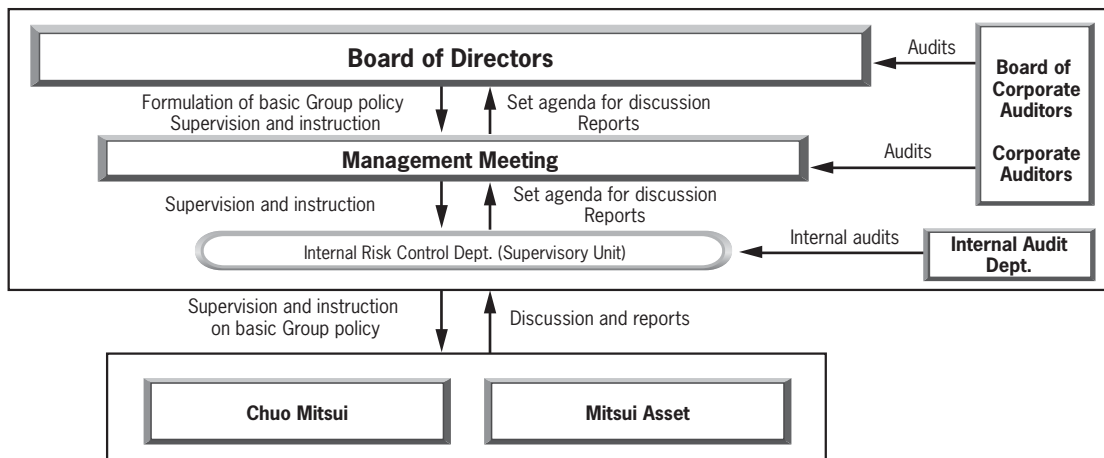 Board of Directors
Audits
Board of
Corporate
Auditors
Corporate
Auditors
Formulation of basic Group policy
Supervision and instruction
Set agenda for discussion
Reports
Management Meeting
Audits
Supervision and instruction
Set agenda for discussion
Reports
Internal Risk Control Dept. (Supervisory Unit)
Internal audits
Internal Audit
Dept.
Supervision and instruction
on basic Group policy
Discussion and reports
Chuo Mitsui
Mitsui Asset